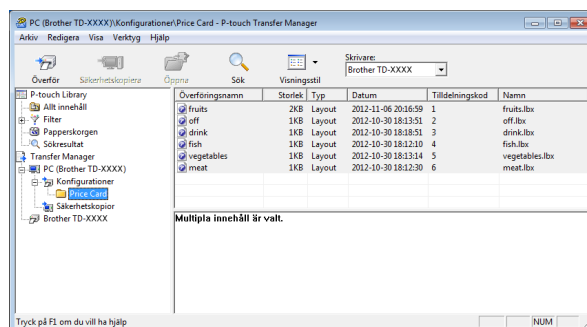 PC (Brother TD-XXXX)\Konfigurationer\Price Card - P-touch Transfer Manager
Arkiv Redigera Visa Verktyg Hjälp
Överför Säkerhetskopiera Öppna Sök Visningsstil
Skrivare:
Brother TD-XXXX
P-touch Library
Allt innehåll
Filter
Papperskorgen
Sökresultat
Transfer Manager
PC (Brother TD-XXXX)
Konfigurationer
Price Card
Säkerhetskopior
Brother TD-XXXX
Överföringsnamn Storlek Typ Datum Tilldelningskod Namn
fruits 2KB Layout 2012-11-06 20:16:59 1 fruits.lbx
off 1KB Layout 2012-10-30 18:13:51 2 off.lbx
drink 1KB Layout 2012-10-30 18:18:51 3 drink.lbx
fish 1KB Layout 2012-10-30 18:12:10 4 fish.lbx
vegetables 1KB Layout 2012-10-30 18:13:14 5 vegetables.lbx
meat 1KB Layout 2012-10-30 18:12:30 6 meat.lbx
Multipla innehåll är valt.
Tryck på F1 om du vill ha hjälp
NUM